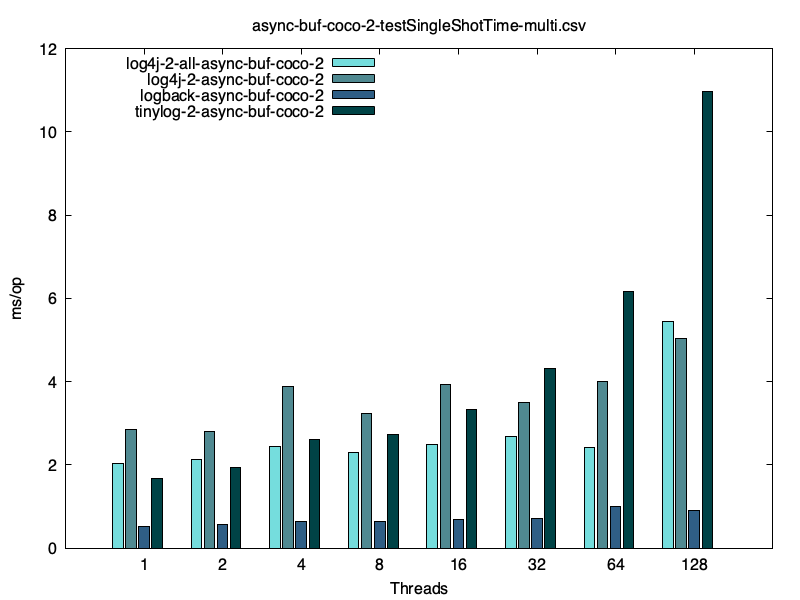 async-buf-coco-2-testSingleShotTime-multi.csv
12
log4j-2-all-async-buf-coco-2
log4j-2-async-buf-coco-2
logback-async-buf-coco-2
tinylog-2-async-buf-coco-2
10
8
6
4
2
0
ms/op
1 2 4 8 16 32 64 128
Threads